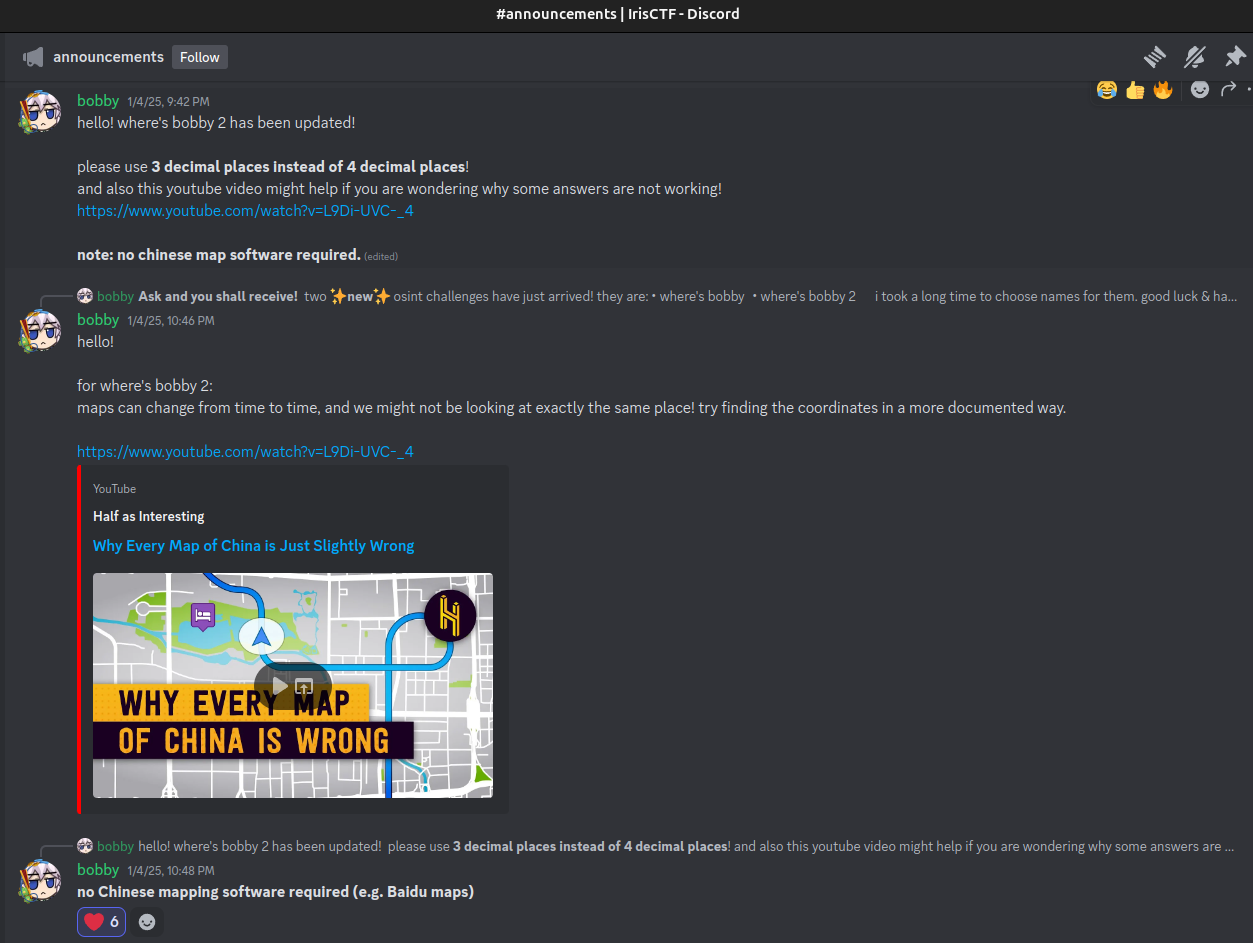 #announcements | IrisCTF - Discord
announcements Follow
bobby 1/4/25, 9:42 PM
hello! where's bobby 2 has been updated!
please use 3 decimal places instead of 4 decimal places!
and also this youtube video might help if you are wondering why some answers are not working!
https://www.youtube.com/watch?v=L9Di-UVC-_4
note: no chinese map software required. (edited)
bobby Ask and you shall receive! two ✨new✨ osint challenges have just arrived! they are: • where's bobby • where's bobby 2 i took a long time to choose names for them. good luck & ha...
bobby 1/4/25, 10:46 PM
hello!
for where's bobby 2:
maps can change from time to time, and we might not be looking at exactly the same place! try finding the coordinates in a more documented way.
https://www.youtube.com/watch?v=L9Di-UVC-_4
YouTube
Half as Interesting
Why Every Map of China is Just Slightly Wrong
WHY EVERY MAP
OF CHINA IS WRONG
bobby hello! where's bobby 2 has been updated! please use 3 decimal places instead of 4 decimal places! and also this youtube video might help if you are wondering why some answers are ...
bobby 1/4/25, 10:48 PM
no Chinese mapping software required (e.g. Baidu maps)
❤️ 6